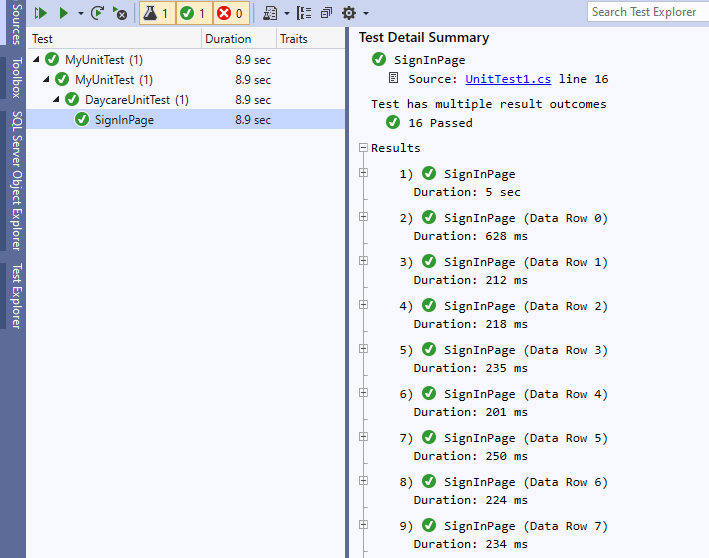 Sources
Toolbox
SQL Server Object Explorer
Test Explorer
1 1 0
Search Test Explorer
Test Duration Traits
MyUnitTest (1) 8.9 sec
MyUnitTest (1) 8.9 sec
DaycareUnitTest (1) 8.9 sec
SignInPage 8.9 sec
Test Detail Summary
SignInPage
Source: UnitTest1.cs line 16
Test has multiple result outcomes
16 Passed
Results
1) SignInPage
Duration: 5 sec
2) SignInPage (Data Row 0)
Duration: 628 ms
3) SignInPage (Data Row 1)
Duration: 212 ms
4) SignInPage (Data Row 2)
Duration: 218 ms
5) SignInPage (Data Row 3)
Duration: 235 ms
6) SignInPage (Data Row 4)
Duration: 201 ms
7) SignInPage (Data Row 5)
Duration: 250 ms
8) SignInPage (Data Row 6)
Duration: 224 ms
9) SignInPage (Data Row 7)
Duration: 234 ms